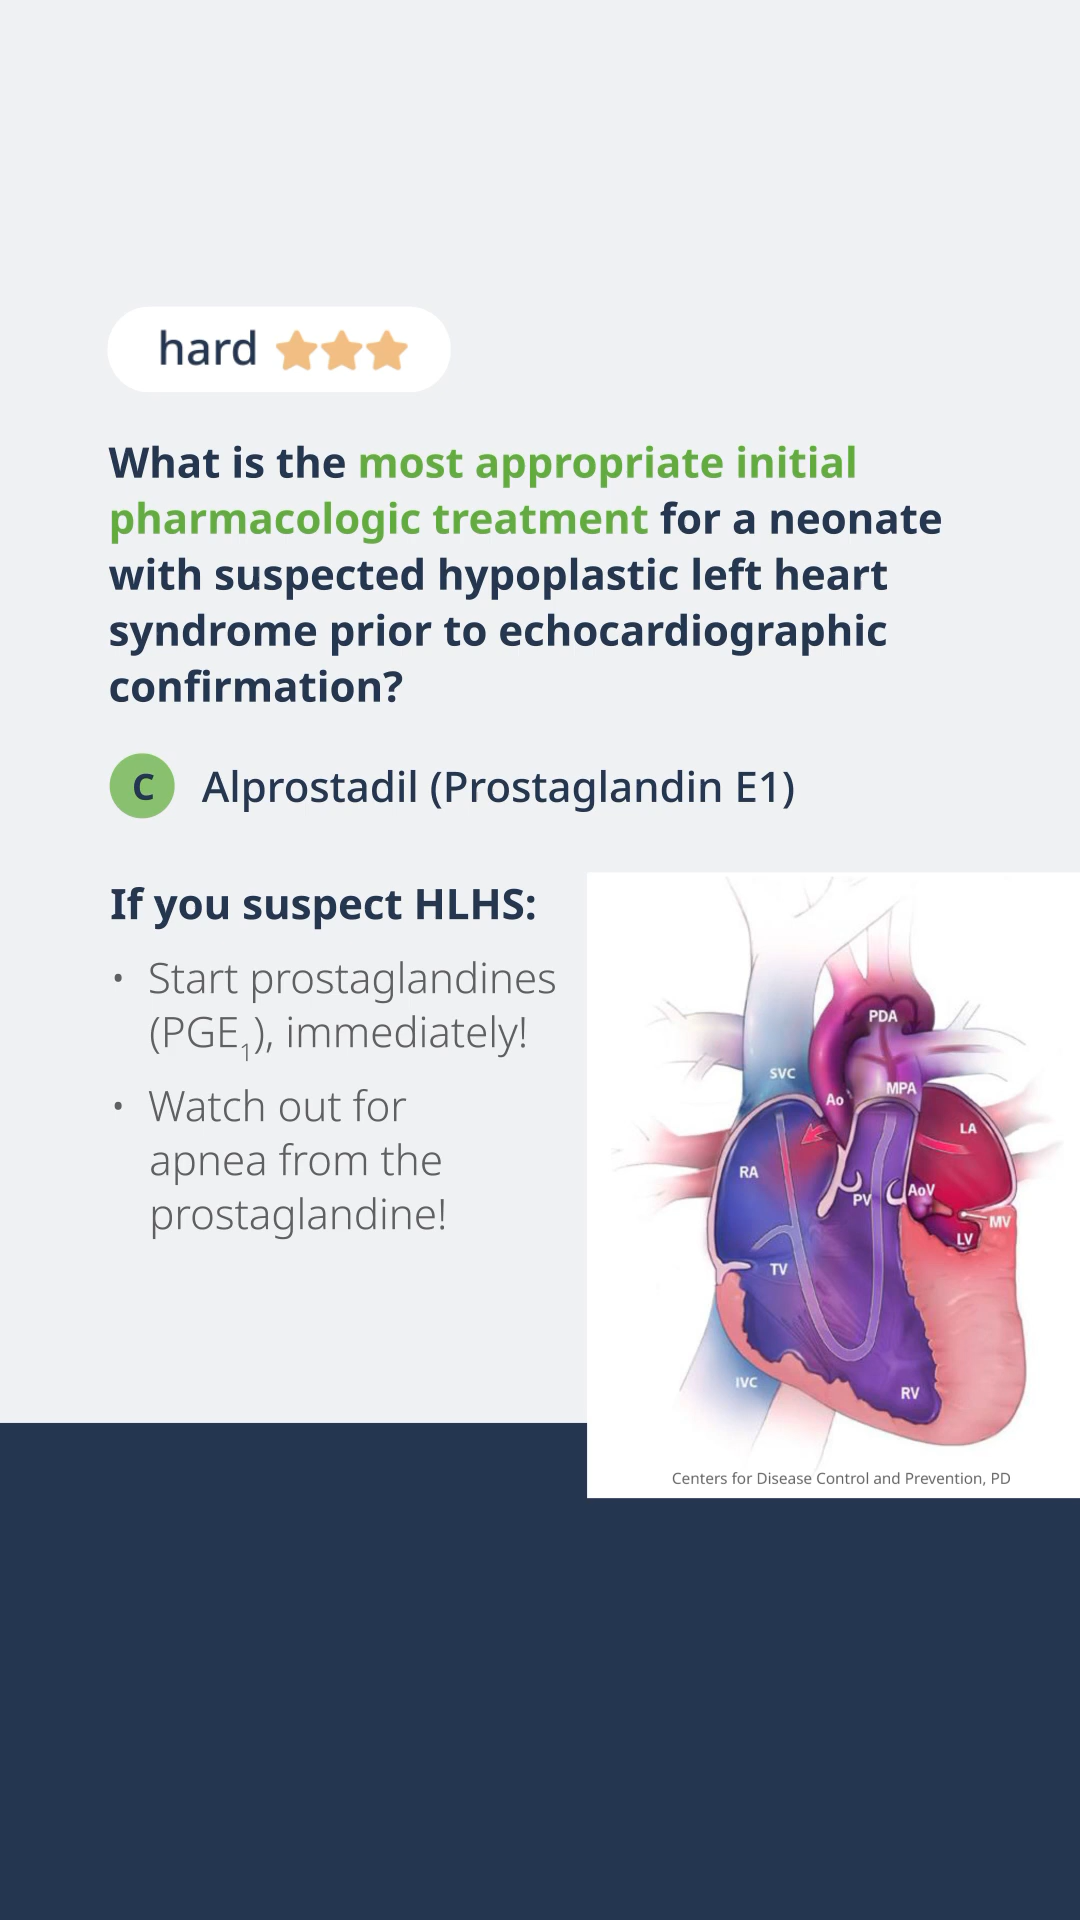 hard
What is the most appropriate initial
pharmacologic treatment for a neonate
with suspected hypoplastic left heart
syndrome prior to echocardiographic
confirmation?
C Alprostadil (Prostaglandin E1)
If you suspect HLHS:
• Start prostaglandines
(PGE₁), immediately!
• Watch out for
apnea from the
prostaglandine!
PDA
SVC
MPA
Ao
LA
RA
AoV
PV
MV
LV
TV
IVC
RV
Centers for Disease Control and Prevention, PD